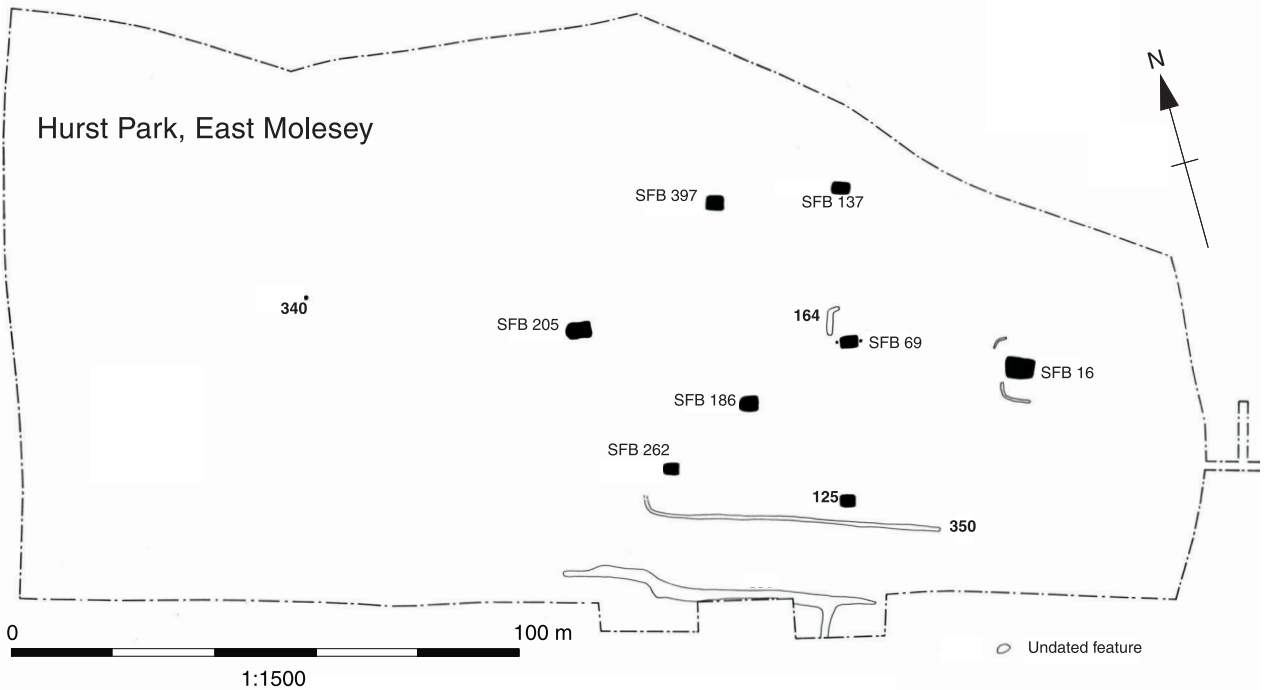 N
Hurst Park, East Molesey
SFB 397
SFB 137
340
SFB 205
164
SFB 69
SFB 16
SFB 186
SFB 262
125
350
0
100 m
1:1500
Undated feature